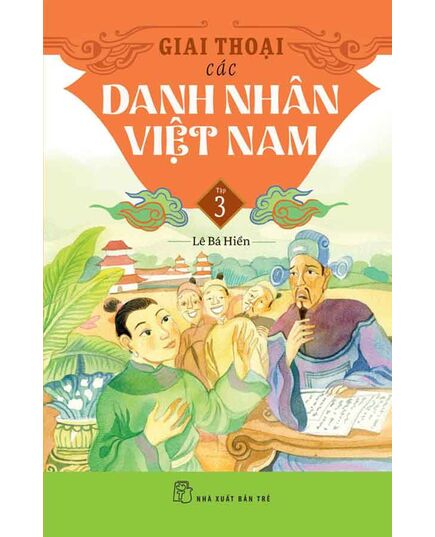 GIAI THOẠI
các
DANH NHÂN
VIỆT NAM
Tập
3
Lê Bá Hiền
NHÀ XUẤT BẢN TRẺ